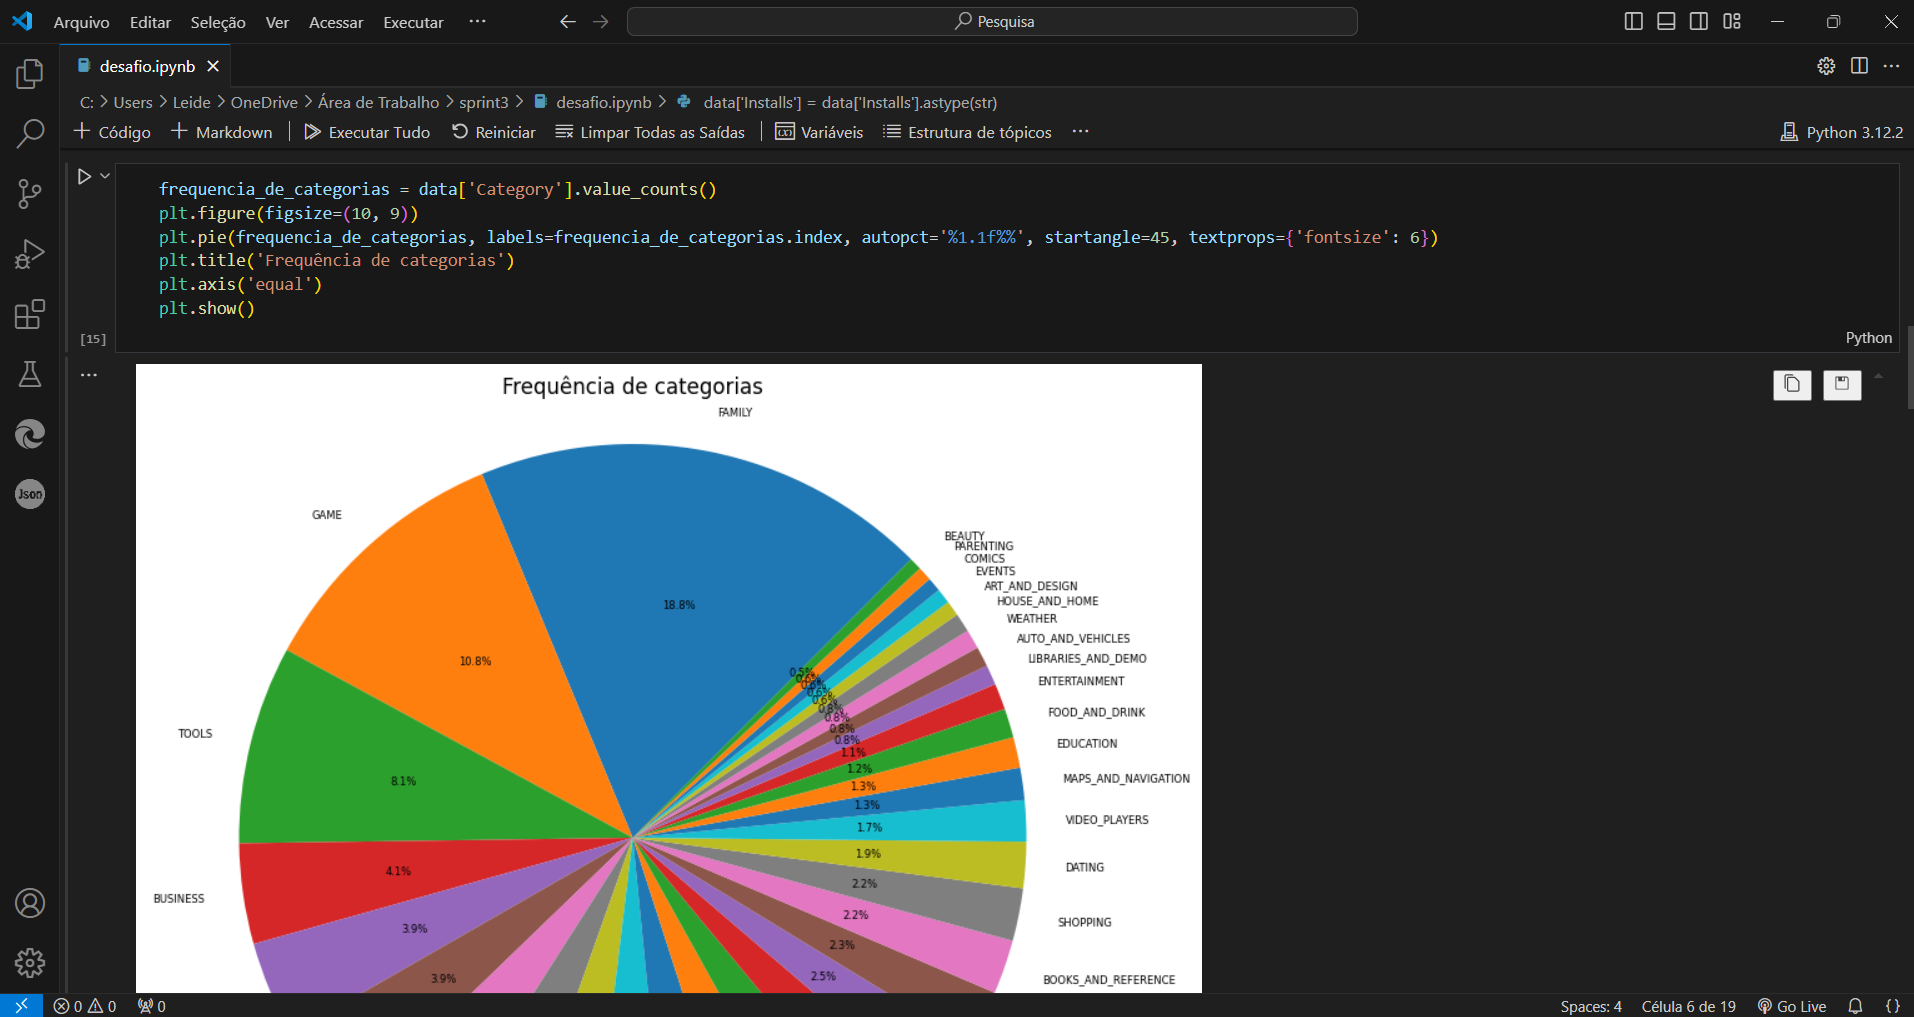 Arquivo Editar Seleção Ver Acessar Executar ··· Pesquisa
desafio.ipynb
C: > Users > Leide > OneDrive > Área de Trabalho > sprint3 > desafio.ipynb > data['Installs'] = data['Installs'].astype(str)
+ Código + Markdown Executar Tudo Reiniciar Limpar Todas as Saídas Variáveis Estrutura de tópicos ··· Python 3.12.2
frequencia_de_categorias = data['Category'].value_counts()
plt.figure(figsize=(10, 9))
plt.pie(frequencia_de_categorias, labels=frequencia_de_categorias.index, autopct='%1.1f%%', startangle=45, textprops={'fontsize': 6})
plt.title('Frequência de categorias')
plt.axis('equal')
plt.show()
[15]
Python
Frequência de categorias
FAMILY
GAME
BEAUTY
PARENTING
COMICS
EVENTS
ART_AND_DESIGN
HOUSE_AND_HOME
WEATHER
AUTO_AND_VEHICLES
LIBRARIES_AND_DEMO
ENTERTAINMENT
FOOD_AND_DRINK
EDUCATION
MAPS_AND_NAVIGATION
VIDEO_PLAYERS
DATING
SHOPPING
BOOKS_AND_REFERENCE
TOOLS
BUSINESS
18.8%
10.8%
8.1%
4.1%
3.9%
3.9%
0.5%
0.6%
0.6%
0.6%
0.6%
0.8%
0.8%
0.8%
0.8%
1.1%
1.2%
1.3%
1.3%
1.7%
1.9%
2.2%
2.2%
2.3%
2.5%
Json
0 0 0 Spaces: 4 Célula 6 de 19 Go Live {}